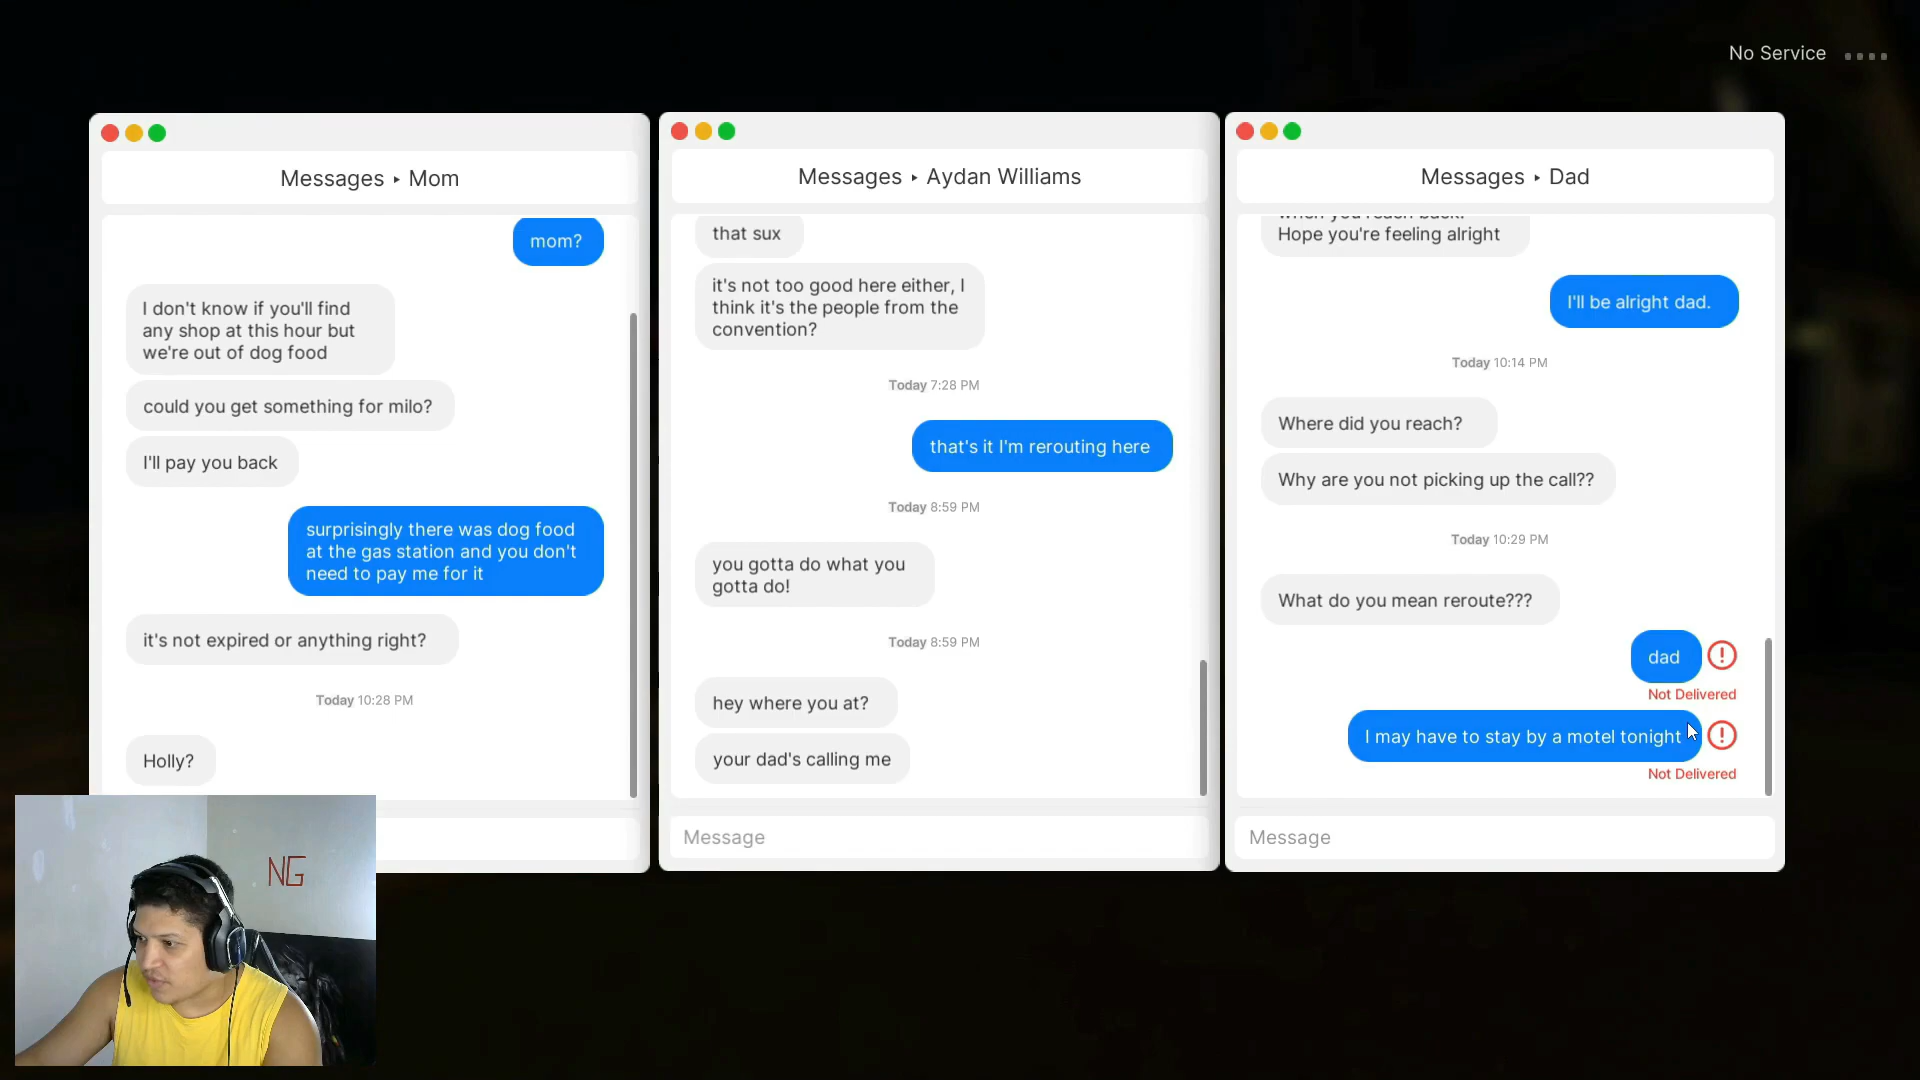 No Service
Messages ‣ Mom
mom?
I don't know if you'll find
any shop at this hour but
we're out of dog food
could you get something for milo?
I'll pay you back
surprisingly there was dog food
at the gas station and you don't
need to pay me for it
it's not expired or anything right?
Today 10:28 PM
Holly?
Messages ‣ Aydan Williams
that sux
it's not too good here either, I
think it's the people from the
convention?
Today 7:28 PM
that's it I'm rerouting here
Today 8:59 PM
you gotta do what you
gotta do!
Today 8:59 PM
hey where you at?
your dad's calling me
Message
Messages ‣ Dad
when you reach back.
Hope you're feeling alright
I'll be alright dad.
Today 10:14 PM
Where did you reach?
Why are you not picking up the call??
Today 10:29 PM
What do you mean reroute???
dad
Not Delivered
I may have to stay by a motel tonight
Not Delivered
Message
NG